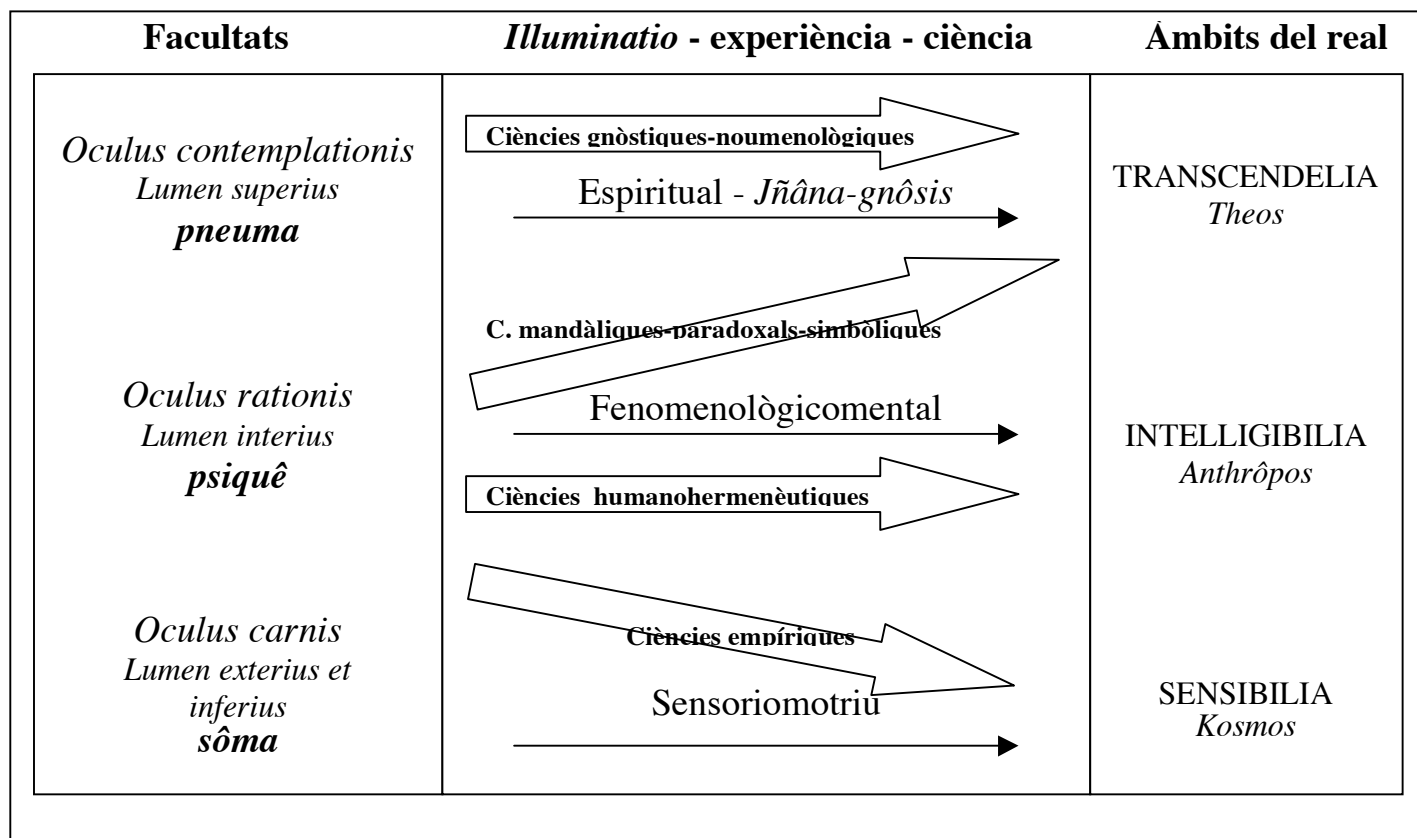 Facultats
Illuminatio - experiència - ciència
Àmbits del real
Oculus contemplationis
Lumen superius
pneuma
Ciències gnòstiques-noumenològiques
Espiritual - Jñâna-gnôsis
TRANSCENDELIA
Theos
C. mandàliques-paradoxals-simbòliques
Oculus rationis
Lumen interius
psiquê
Fenomenològicomental
Ciències humanohermenèutiques
INTELLIGIBILIA
Anthrôpos
Oculus carnis
Lumen exterius et
inferius
sôma
Ciències empíriques
Sensoriomotriu
SENSIBILIA
Kosmos